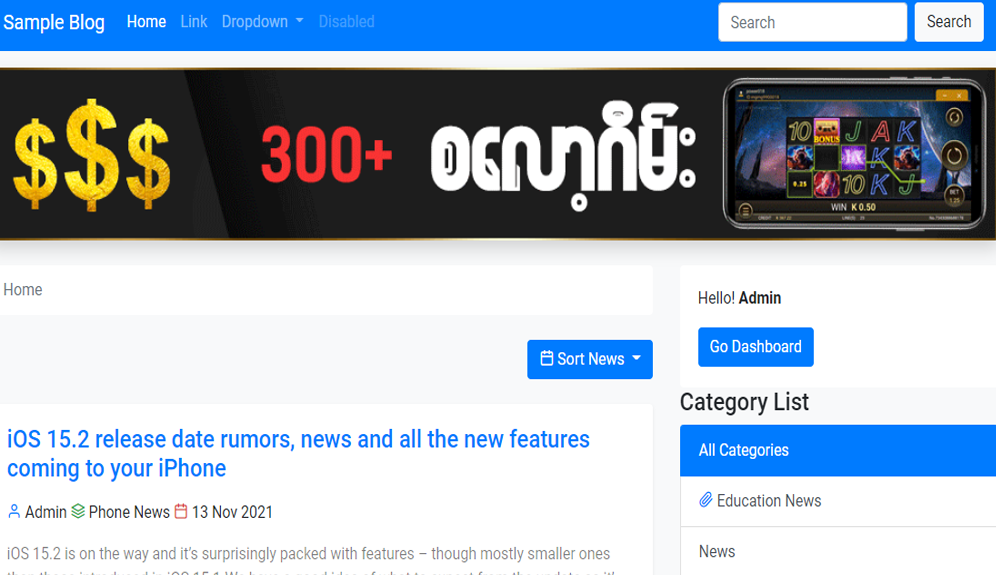 Sample Blog Home Link Dropdown Disabled Search Search
$$$ 300+ စလော့ဂိမ်း
BONUS
WIN K 0.50
BET
Home
Hello! Admin
Go Dashboard
Sort News
Category List
All Categories
Education News
News
iOS 15.2 release date rumors, news and all the new features
coming to your iPhone
Admin Phone News 13 Nov 2021
iOS 15.2 is on the way and it's surprisingly packed with features – though mostly smaller ones